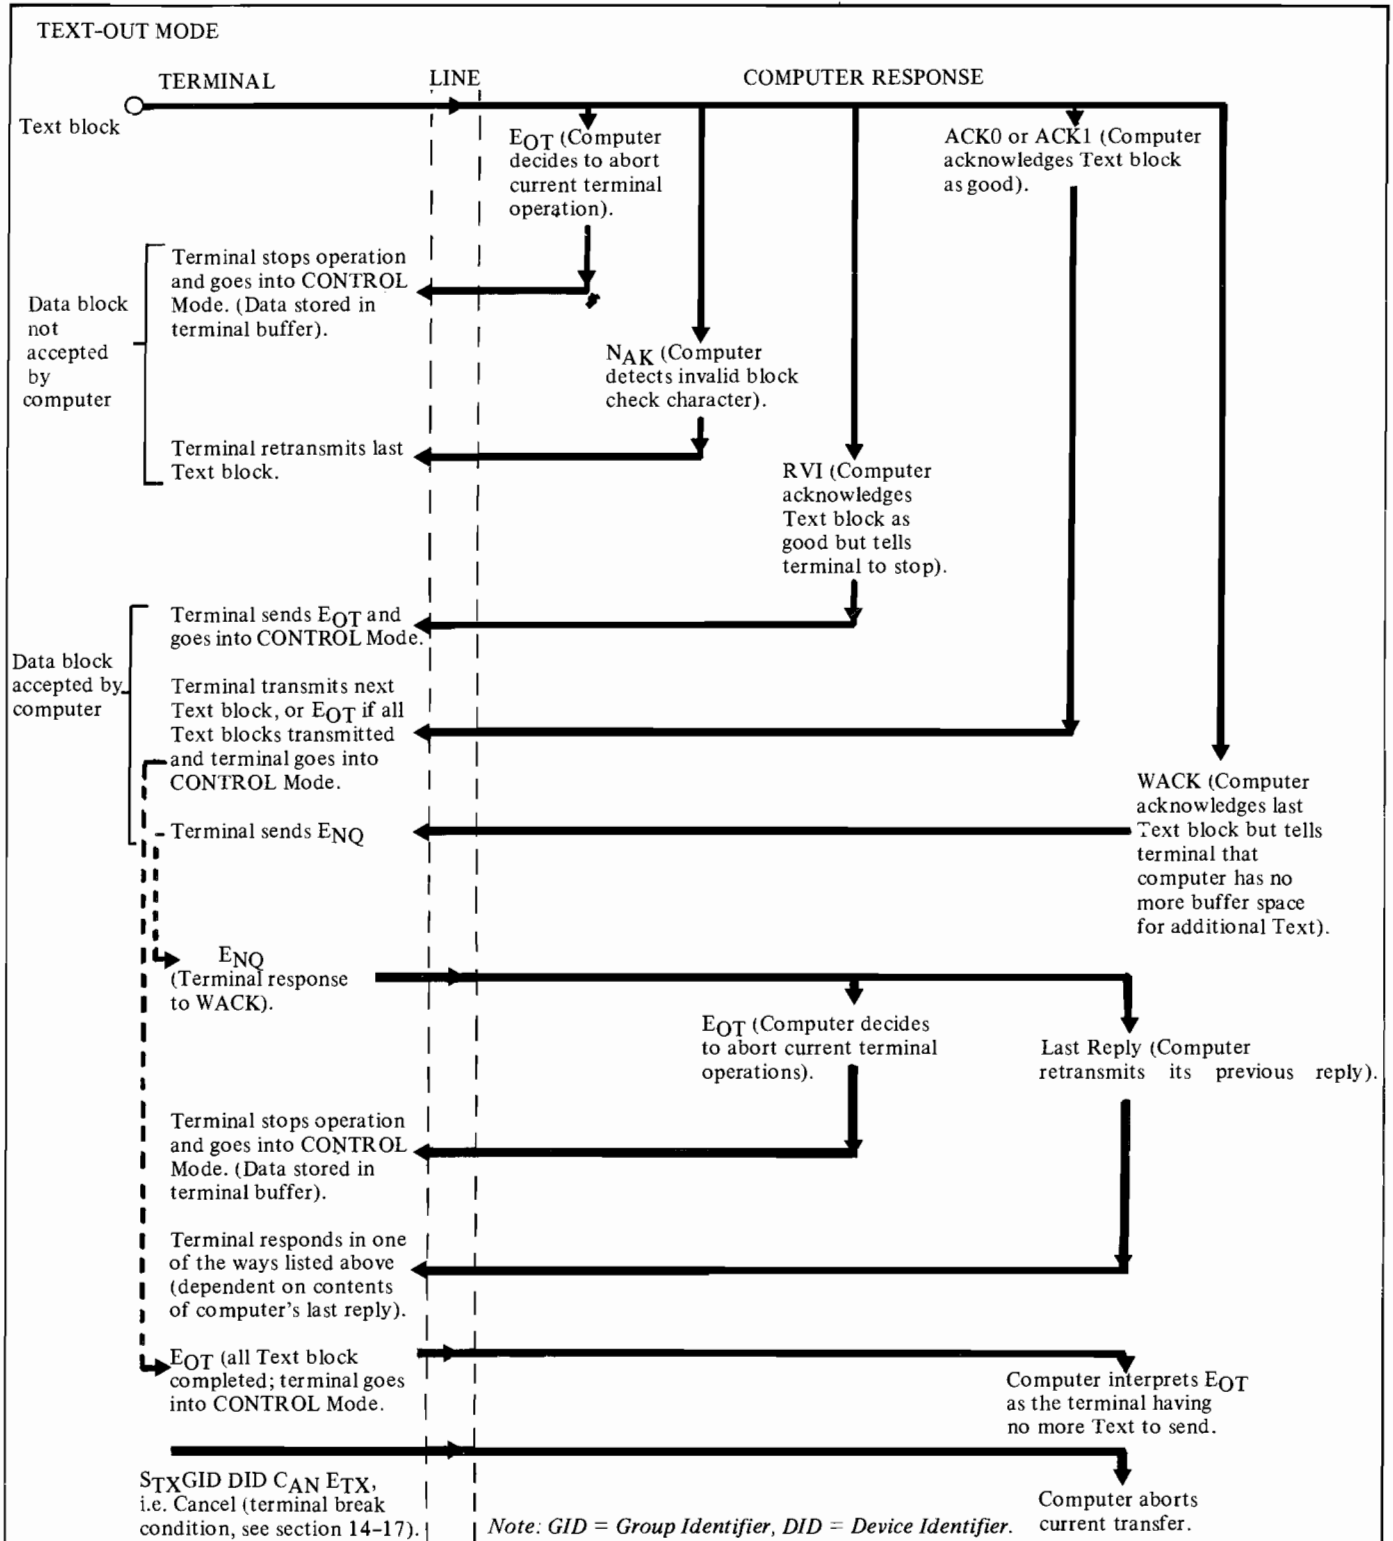 TEXT-OUT MODE
TERMINAL
LINE
COMPUTER RESPONSE
Text block
EOT (Computer
decides to abort
current terminal
operation).
ACK0 or ACK1 (Computer
acknowledges Text block
as good).
Data block
not
accepted
by
computer
Terminal stops operation
and goes into CONTROL
Mode. (Data stored in
terminal buffer).
NAK (Computer
detects invalid block
check character).
Terminal retransmits last
Text block.
RVI (Computer
acknowledges
Text block as
good but tells
terminal to stop).
Data block
accepted by
computer
Terminal sends EOT and
goes into CONTROL Mode.
Terminal transmits next
Text block, or EOT if all
Text blocks transmitted
and terminal goes into
CONTROL Mode.
WACK (Computer
acknowledges last
Text block but tells
terminal that
computer has no
more buffer space
for additional Text).
Terminal sends ENQ
ENQ
(Terminal response
to WACK).
EOT (Computer decides
to abort current terminal
operations).
Last Reply (Computer
retransmits its previous reply).
Terminal stops operation
and goes into CONTROL
Mode. (Data stored in
terminal buffer).
Terminal responds in one
of the ways listed above
(dependent on contents
of computer's last reply).
EOT (all Text block
completed; terminal goes
into CONTROL Mode.
Computer interprets EOT
as the terminal having
no more Text to send.
STXGID DID CAN ETX,
i.e. Cancel (terminal break
condition, see section 14-17).
Computer aborts
current transfer.
Note: GID = Group Identifier, DID = Device Identifier.